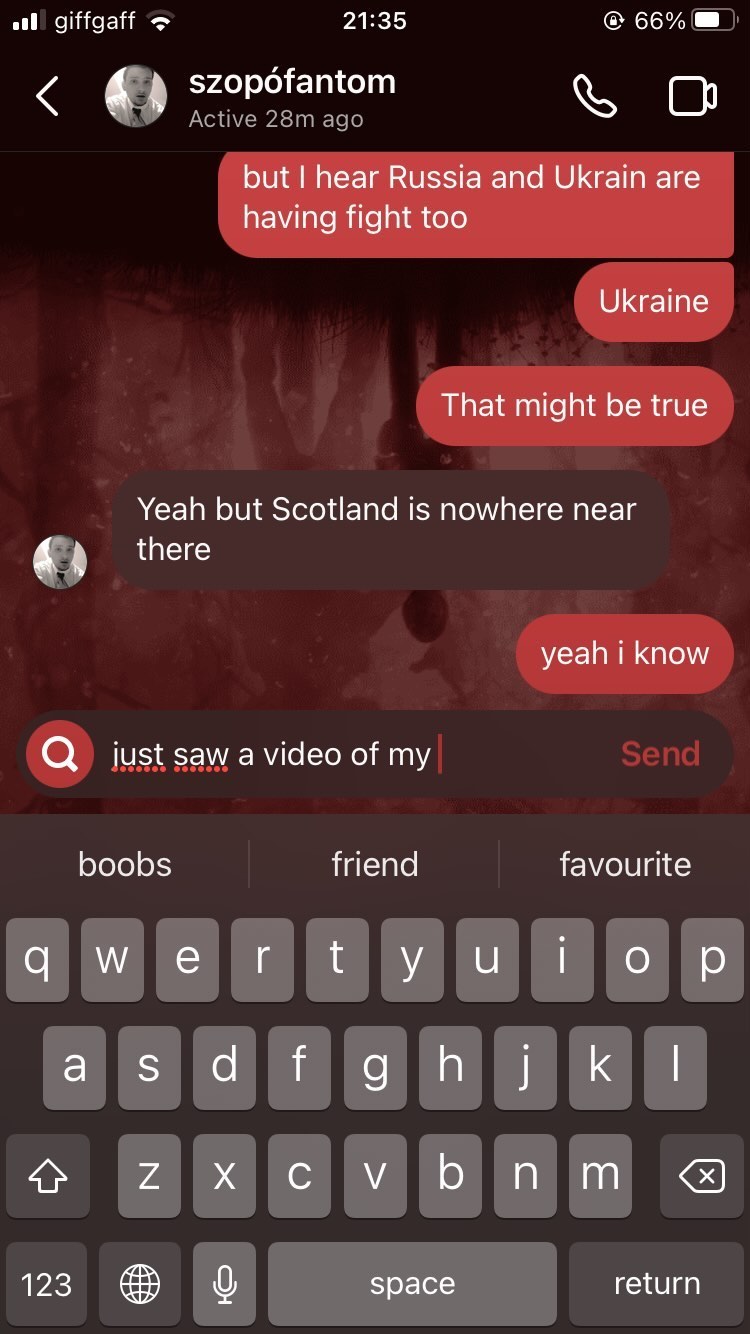 giffgaff 21:35 66%
szopófantom
Active 28m ago
but I hear Russia and Ukrain are
having fight too
Ukraine
That might be true
Yeah but Scotland is nowhere near
there
yeah i know
just saw a video of my Send
boobs friend favourite
q w e r t y u i o p
a s d f g h j k l
z x c v b n m
123 space return